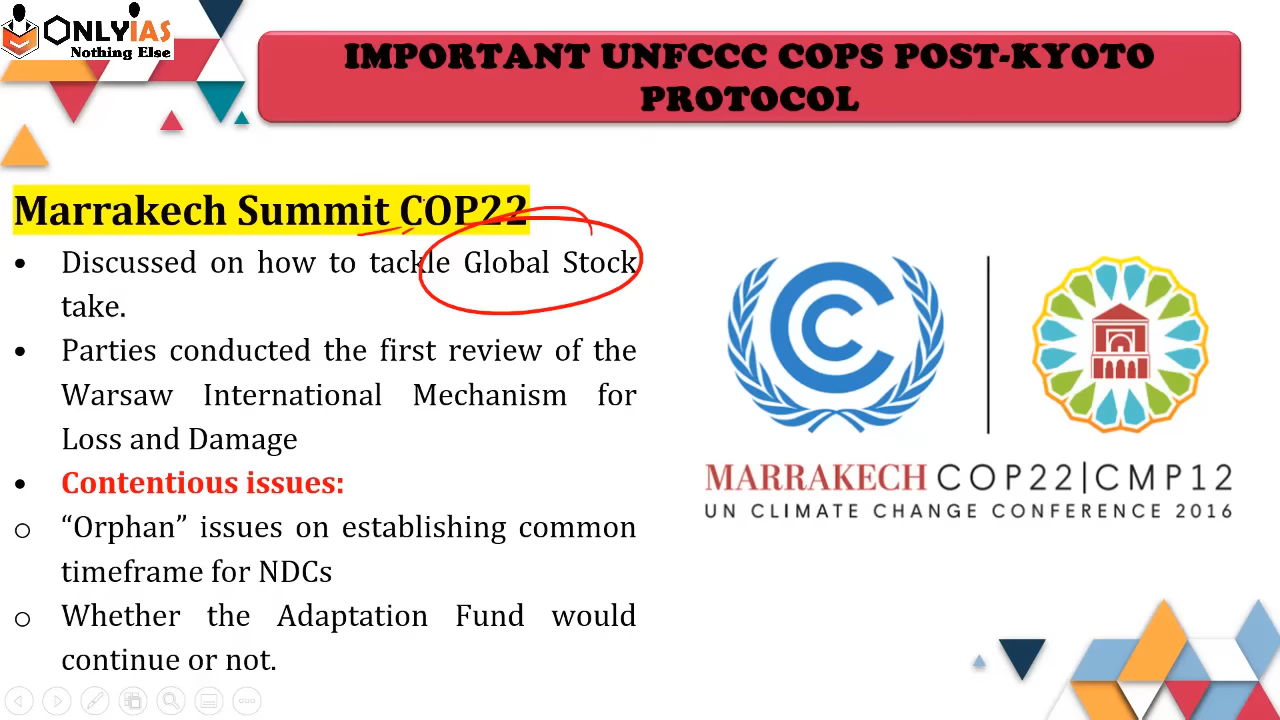 ONLYIAS
Nothing Else
IMPORTANT UNFCCC COPS POST-KYOTO
PROTOCOL
Marrakech Summit COP22
• Discussed on how to tackle Global Stock
take.
• Parties conducted the first review of the
Warsaw International Mechanism for
Loss and Damage
• Contentious issues:
o “Orphan” issues on establishing common
timeframe for NDCs
o Whether the Adaptation Fund would
continue or not.
MARRAKECH COP22|CMP12
UN CLIMATE CHANGE CONFERENCE 2016